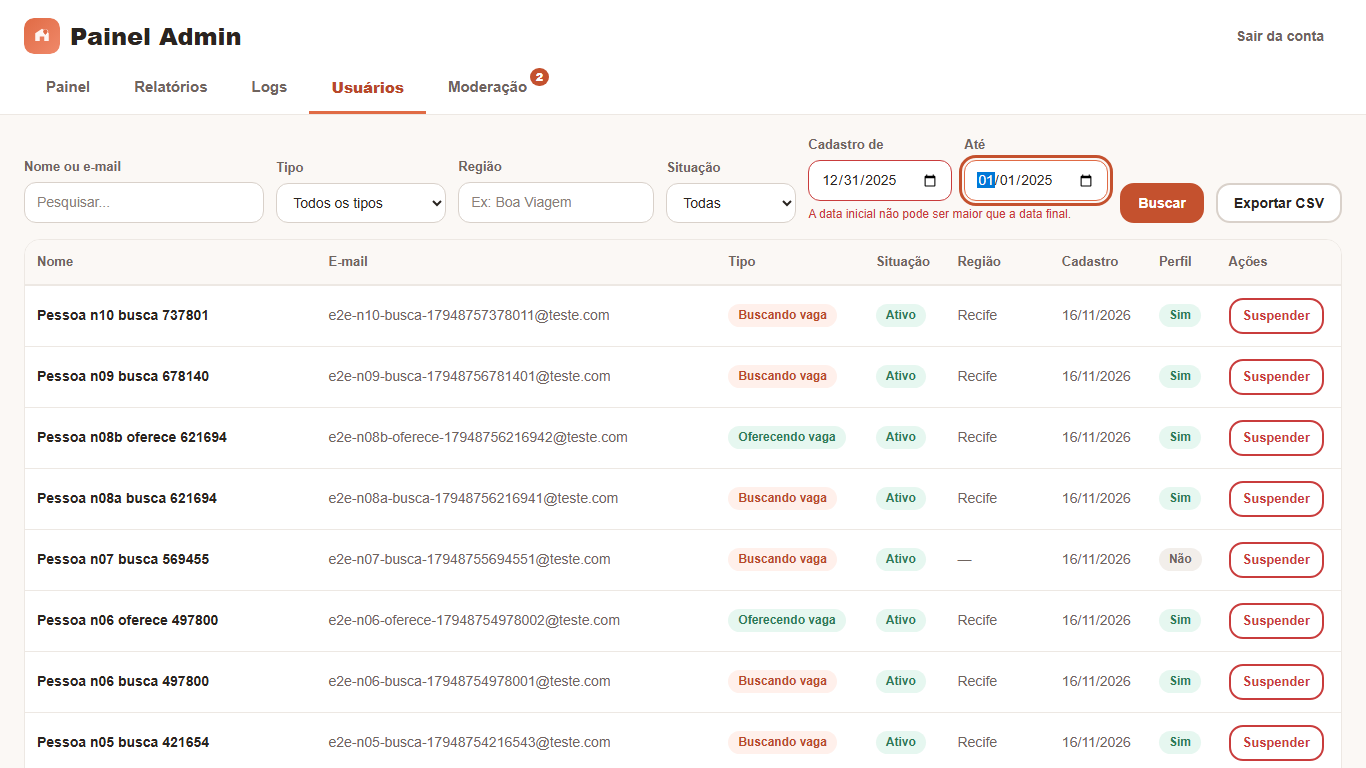 Painel Admin
Sair da conta
Painel Relatórios Logs Usuários Moderação 2
Nome ou e-mail Tipo Região Situação Cadastro de Até
Pesquisar... Todos os tipos Ex: Boa Viagem Todas 12/31/2025 01/01/2025 Buscar Exportar CSV
A data inicial não pode ser maior que a data final.
Nome E-mail Tipo Situação Região Cadastro Perfil Ações
Pessoa n10 busca 737801 e2e-n10-busca-17948757378011@teste.com Buscando vaga Ativo Recife 16/11/2026 Sim Suspender
Pessoa n09 busca 678140 e2e-n09-busca-17948756781401@teste.com Buscando vaga Ativo Recife 16/11/2026 Sim Suspender
Pessoa n08b oferece 621694 e2e-n08b-oferece-17948756216942@teste.com Oferecendo vaga Ativo Recife 16/11/2026 Sim Suspender
Pessoa n08a busca 621694 e2e-n08a-busca-17948756216941@teste.com Buscando vaga Ativo Recife 16/11/2026 Sim Suspender
Pessoa n07 busca 569455 e2e-n07-busca-17948755694551@teste.com Buscando vaga Ativo — 16/11/2026 Não Suspender
Pessoa n06 oferece 497800 e2e-n06-oferece-17948754978002@teste.com Oferecendo vaga Ativo Recife 16/11/2026 Sim Suspender
Pessoa n06 busca 497800 e2e-n06-busca-17948754978001@teste.com Buscando vaga Ativo Recife 16/11/2026 Sim Suspender
Pessoa n05 busca 421654 e2e-n05-busca-17948754216543@teste.com Buscando vaga Ativo Recife 16/11/2026 Sim Suspender